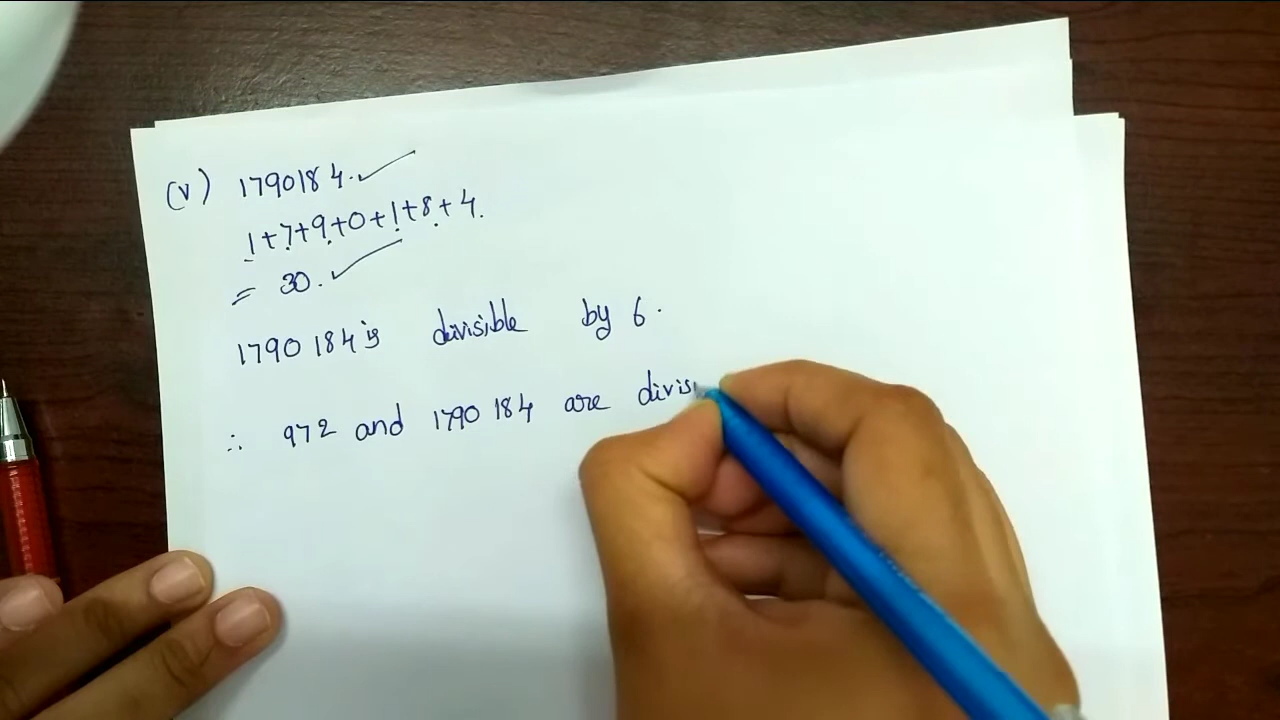 (v) 1790184.
1+7+9+0+1+8+4.
= 30.
1790184 is divisible by 6.
∴ 972 and 1790184 are divis